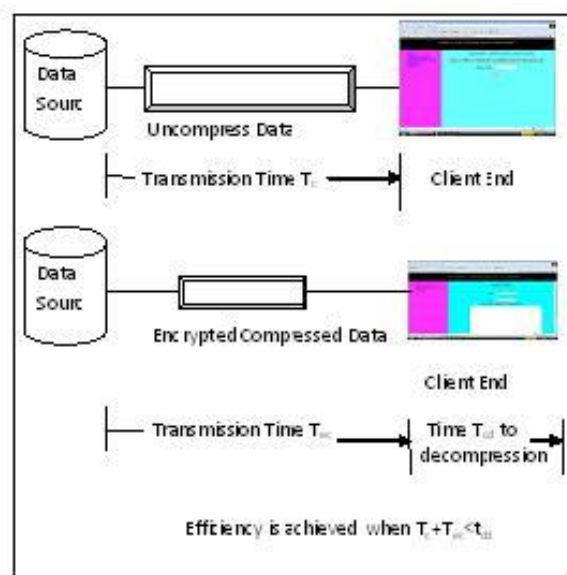 Data
Sourc
Uncompress Data
Transmission Time T
Client End
Data
Sourc
Encrypted Compressed Data
Client End
Transmission Time T
Time T to
decompression
Efficiency is achieved when T +T <t